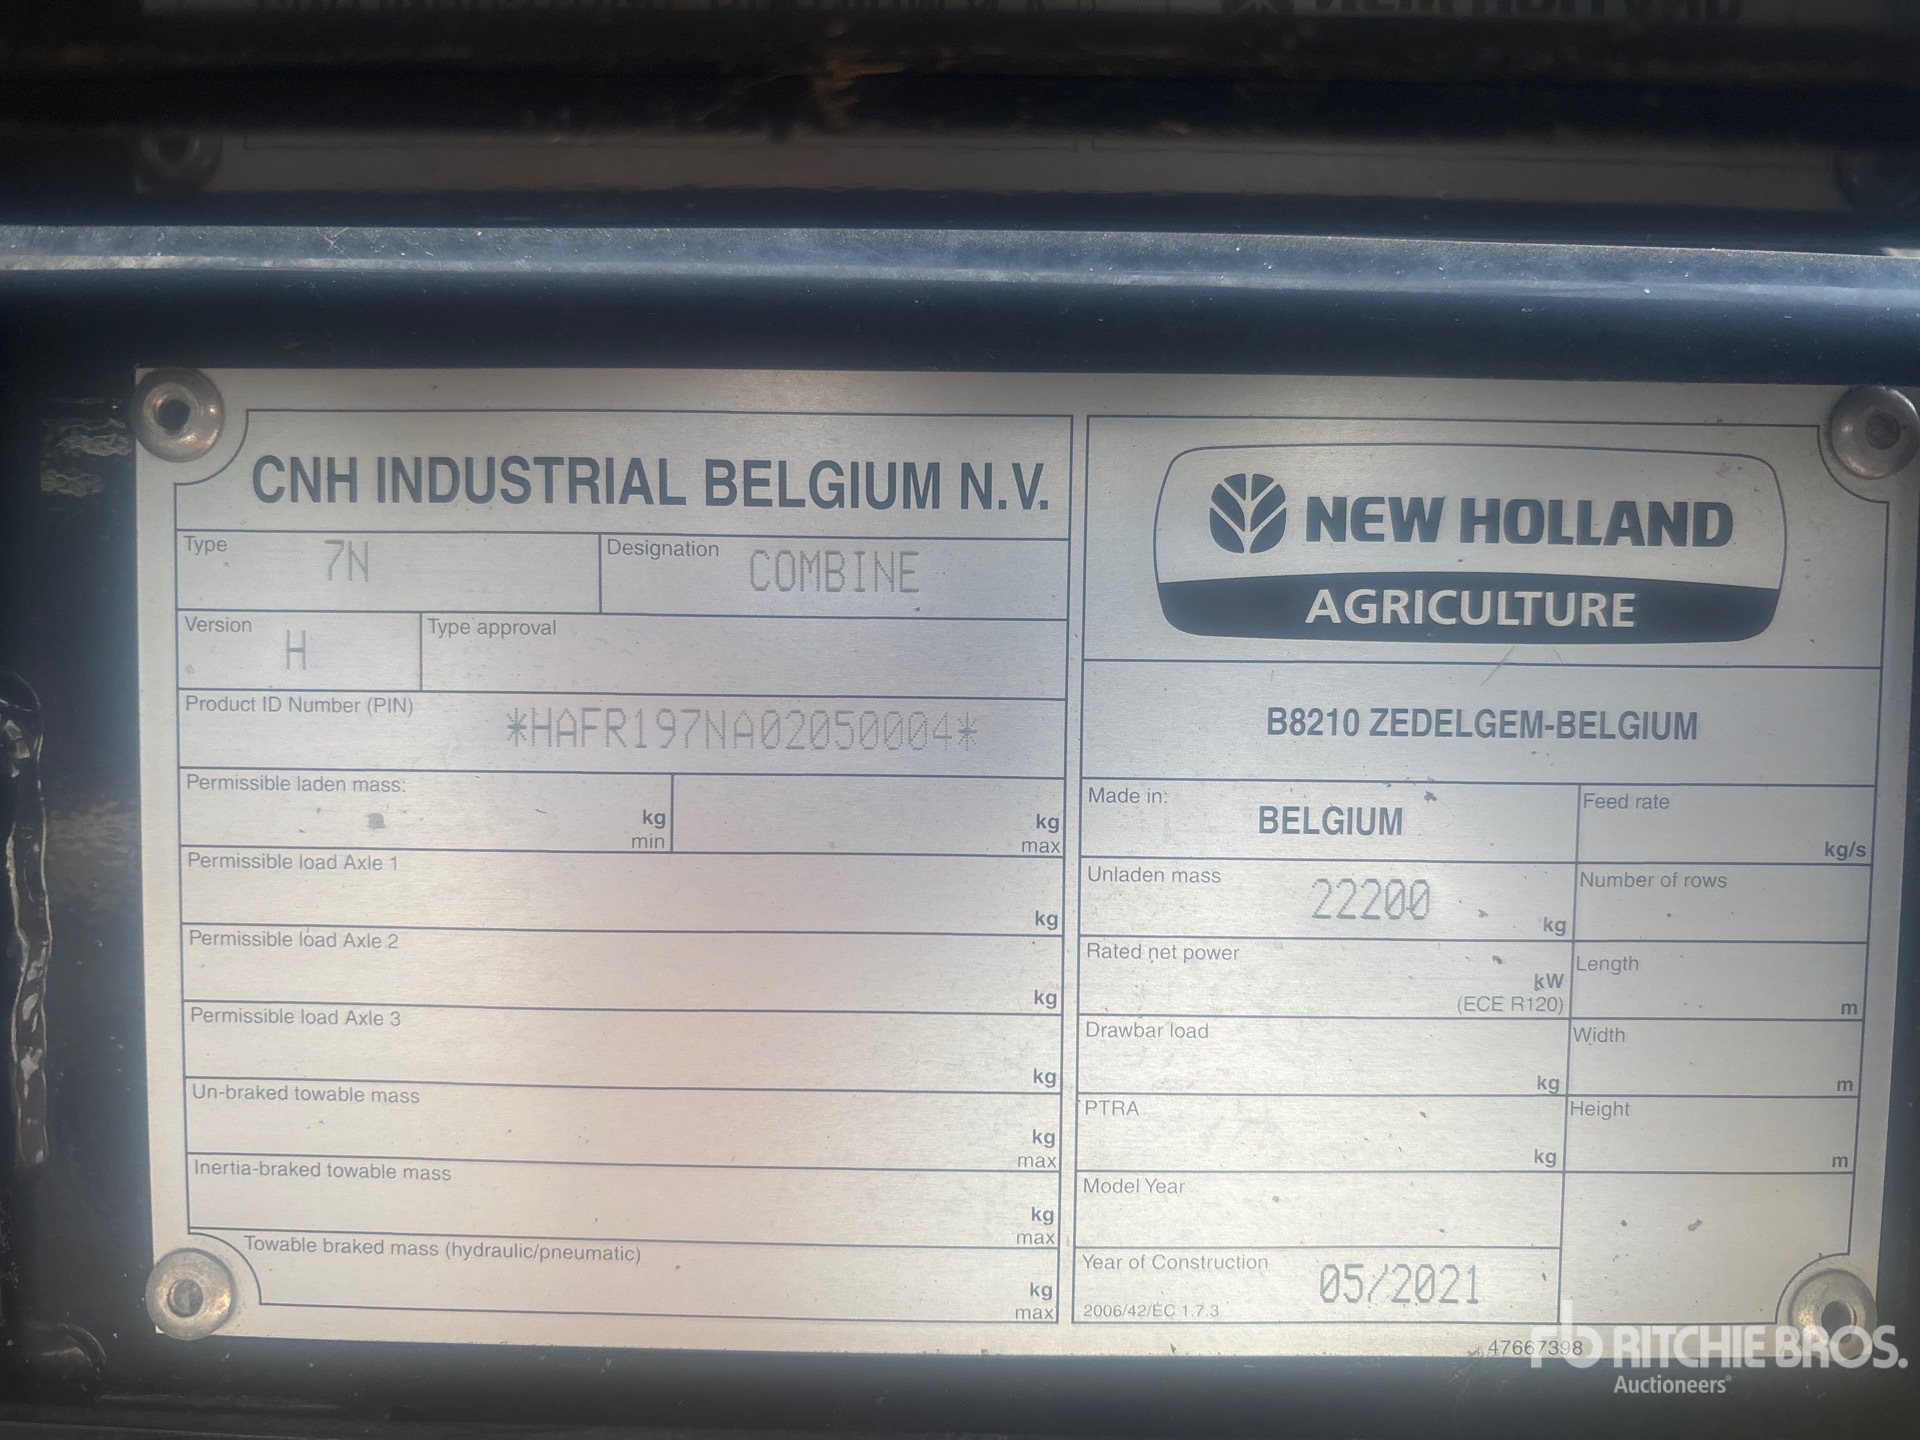 CNH INDUSTRIAL BELGIUM N.V.
Type 7N
Designation COMBINE
Version H
Type approval
Product ID Number (PIN) *HAFR197NA02050004*
Permissible laden mass:
kg
min
kg
max
Permissible load Axle 1
kg
Permissible load Axle 2
kg
Permissible load Axle 3
kg
Un-braked towable mass
kg
max
Inertia-braked towable mass
kg
max
Towable braked mass (hydraulic/pneumatic)
kg
max
NEW HOLLAND
AGRICULTURE
B8210 ZEDELGEM-BELGIUM
Made in: BELGIUM
Feed rate
kg/s
Unladen mass 22200 kg
Number of rows
Rated net power
kW
(ECE R120)
Length
m
Drawbar load
kg
Width
m
PTRA
kg
Height
m
Model Year
Year of Construction 05/2021
2006/42/EC 1.7.3
47667398
rb RITCHIE BROS.
Auctioneers